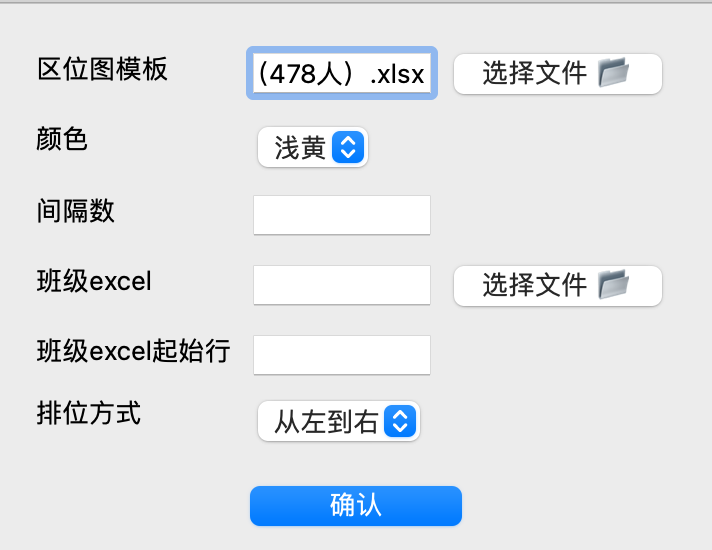 区位图模板 （478人）.xlsx 选择文件
颜色 浅黄
间隔数
班级excel 选择文件
班级excel起始行
排位方式 从左到右
确认